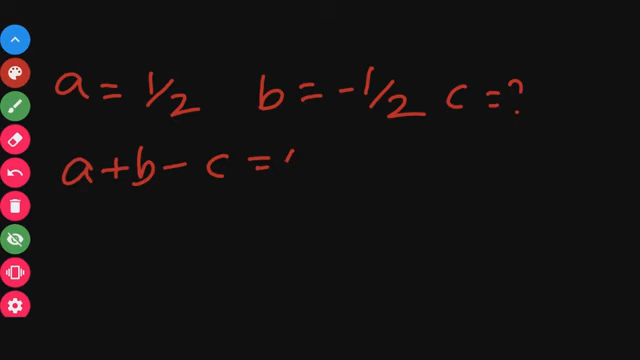 a = 1/2 b = -1/2 c = ?
a + b - c =